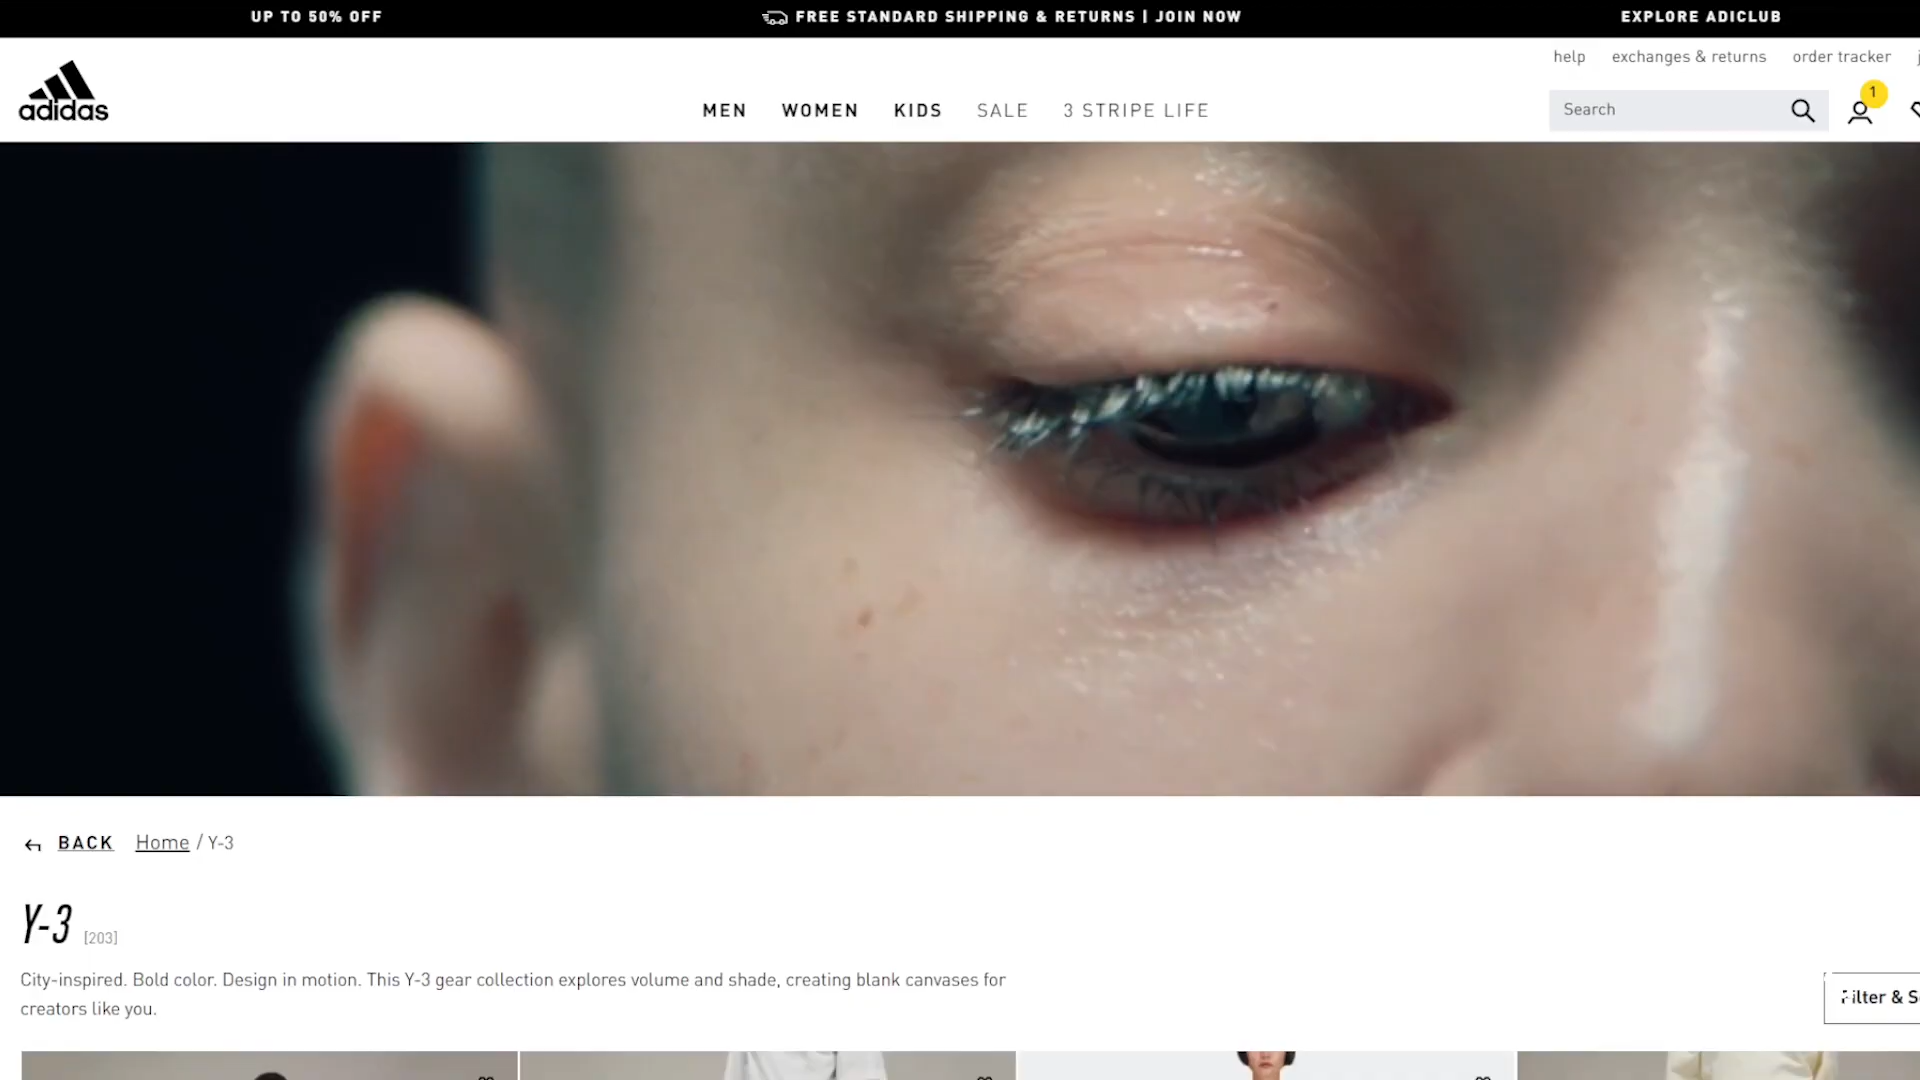 UP TO 50% OFF
FREE STANDARD SHIPPING & RETURNS | JOIN NOW
EXPLORE ADICLUB
help exchanges & returns order tracker
adidas
MEN WOMEN KIDS SALE 3 STRIPE LIFE
Search
1
BACK Home / Y-3
Y-3 [203]
City-inspired. Bold color. Design in motion. This Y-3 gear collection explores volume and shade, creating blank canvases for
creators like you.
Filter & S